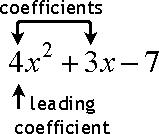 coefficients
4x² + 3x − 7
leading
coefficient